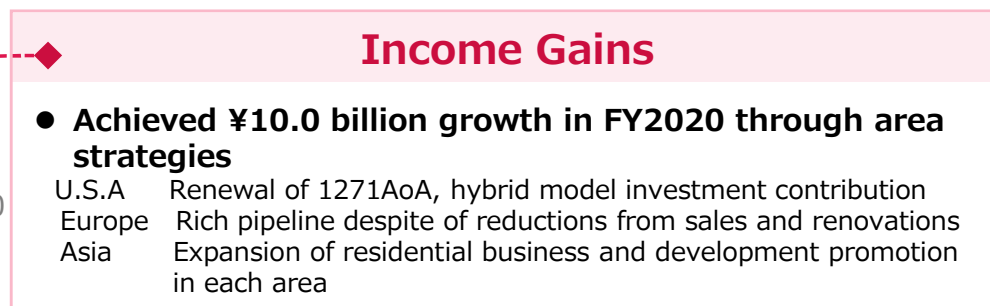 Income Gains
● Achieved ¥10.0 billion growth in FY2020 through area
strategies
U.S.A Renewal of 1271AoA, hybrid model investment contribution
Europe Rich pipeline despite of reductions from sales and renovations
Asia Expansion of residential business and development promotion
in each area